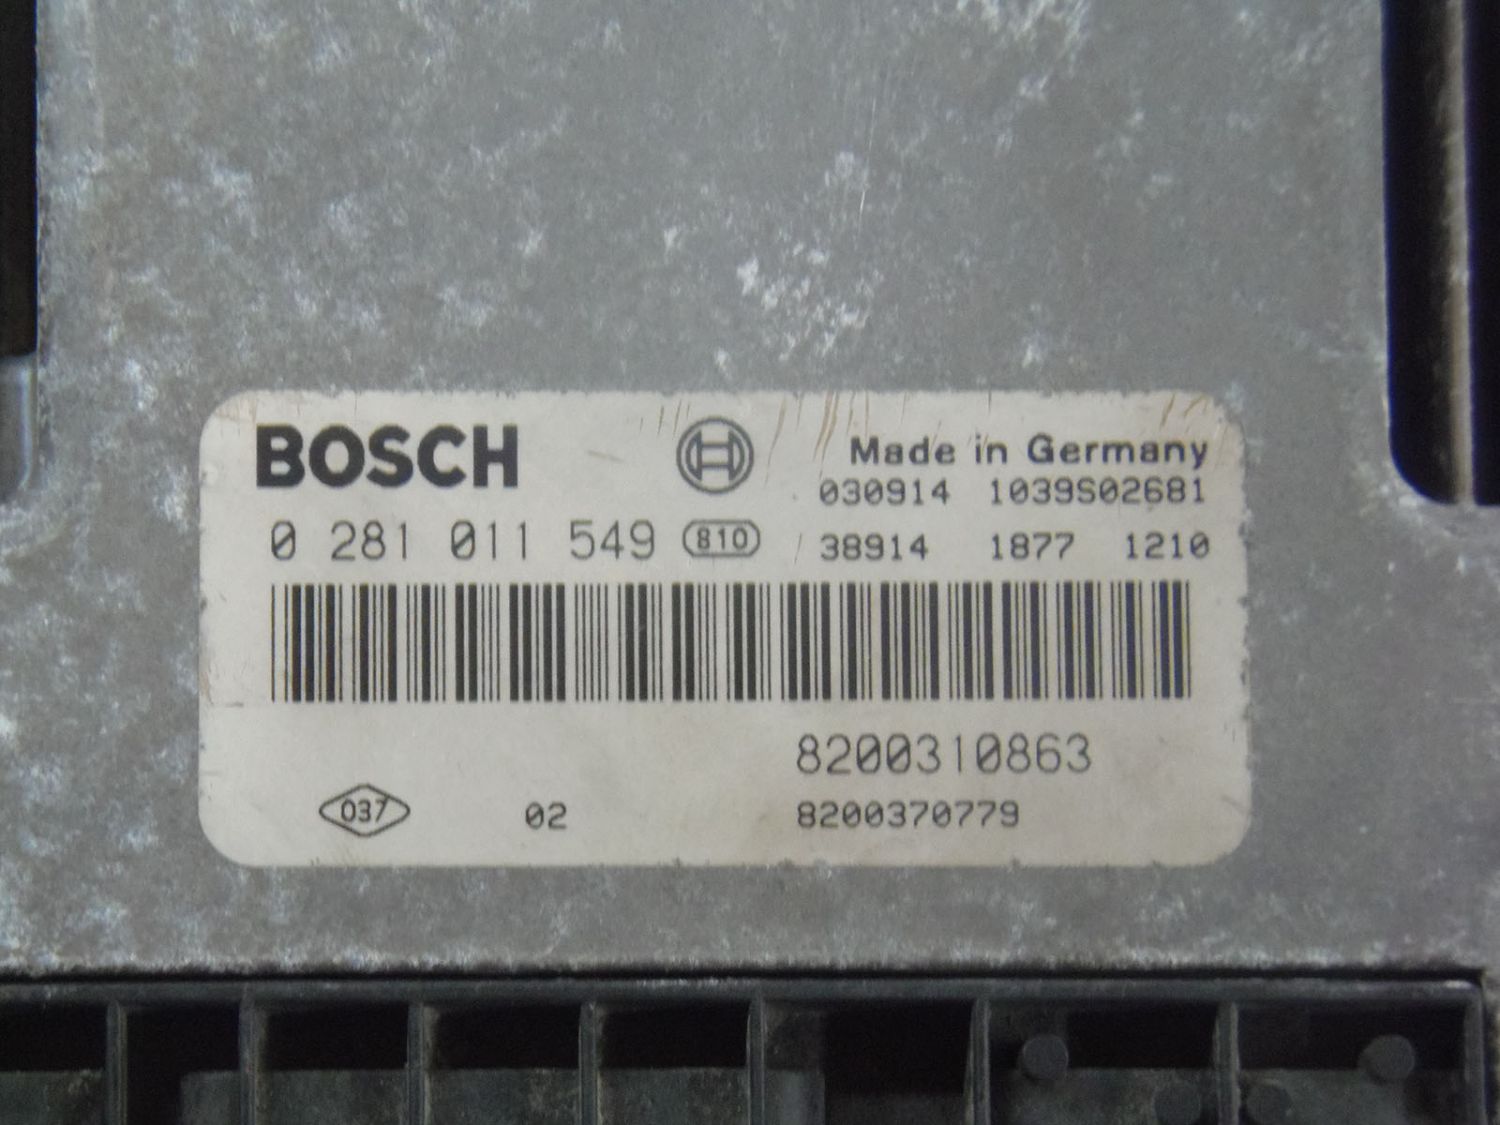 BOSCH
Made in Germany
030914 1039S02681
0 281 011 549 810
38914 1877 1210
8200310863
037 02 8200370779